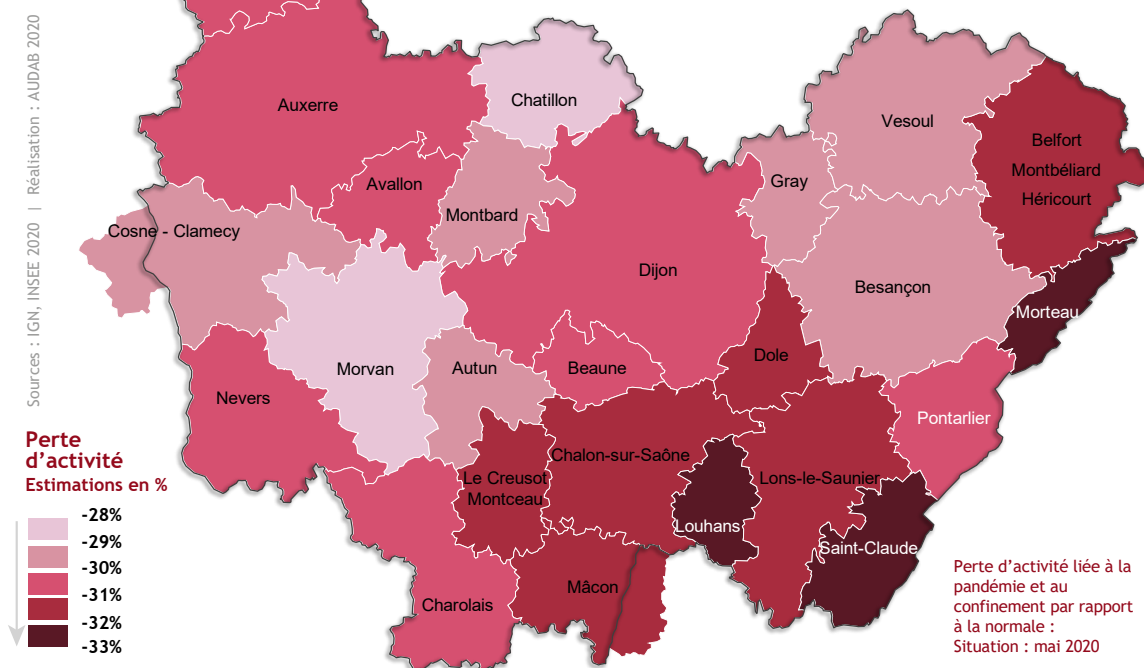 Sources : IGN, INSEE 2020 | Réalisation : AUDAB 2020
Auxerre
Chatillon
Vesoul
Belfort
Montbéliard
Héricourt
Avallon
Gray
Montbard
Cosne - Clamecy
Dijon
Besançon
Morteau
Morvan
Autun
Beaune
Dole
Nevers
Pontarlier
Chalon-sur-Saône
Le Creusot
Montceau
Lons-le-Saunier
Louhans
Saint-Claude
Mâcon
Charolais
Perte
d'activité
Estimations en %
-28%
-29%
-30%
-31%
-32%
-33%
Perte d'activité liée à la
pandémie et au
confinement par rapport
à la normale :
Situation : mai 2020